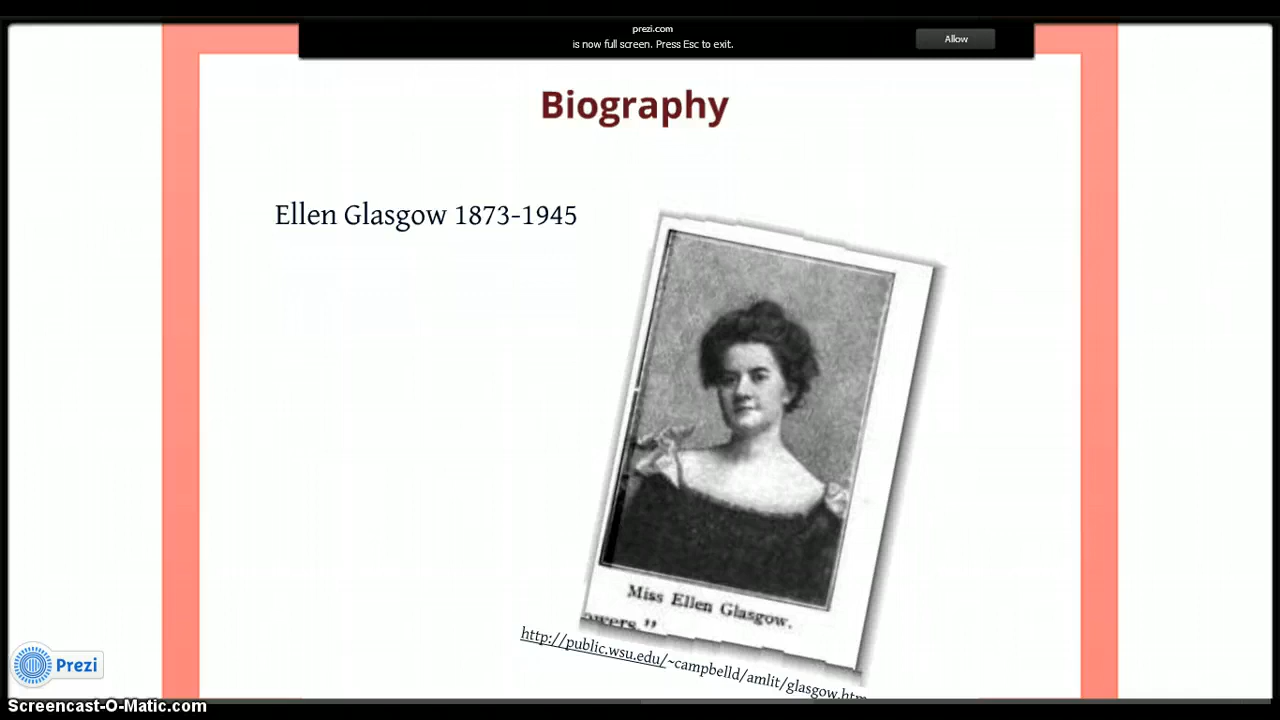 prezi.com
is now full screen. Press Esc to exit.
Allow
Biography
Ellen Glasgow 1873-1945
Miss Ellen Glasgow.
owers."
http://public.wsu.edu/~campbelld/amlit/glasgow.htm
Prezi
Screencast-O-Matic.com